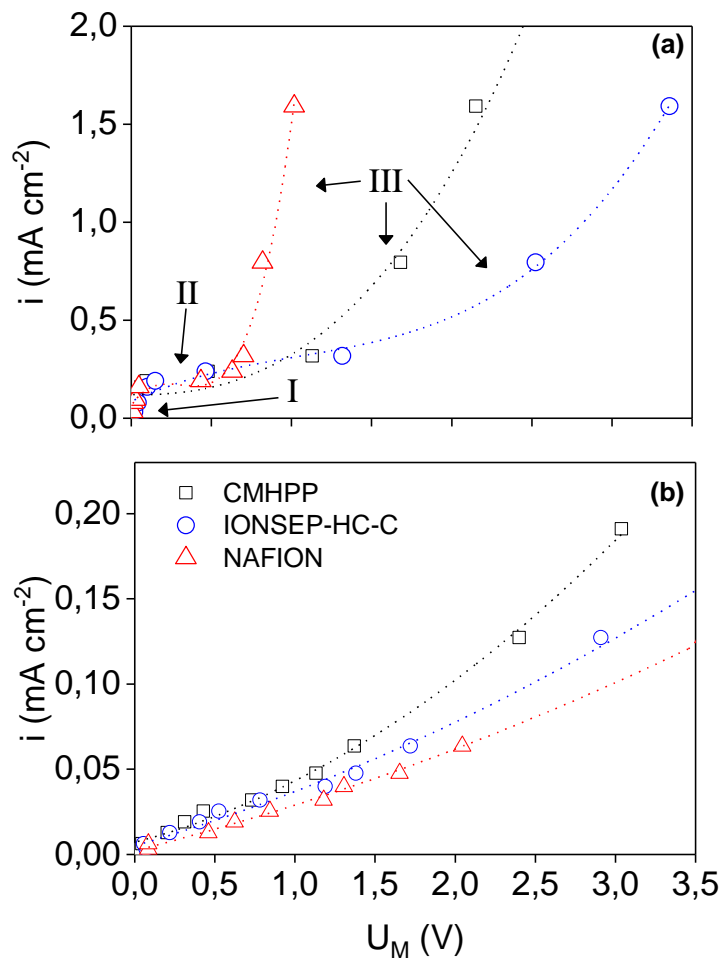 (a)
2,0
1,5
1,0
0,5
0,0
i (mA cm⁻²)
III
II
I
(b)
CMHPP
IONSEP-HC-C
NAFION
0,20
0,15
0,10
0,05
0,00
i (mA cm⁻²)
0,0 0,5 1,0 1,5 2,0 2,5 3,0 3,5
U_M (V)